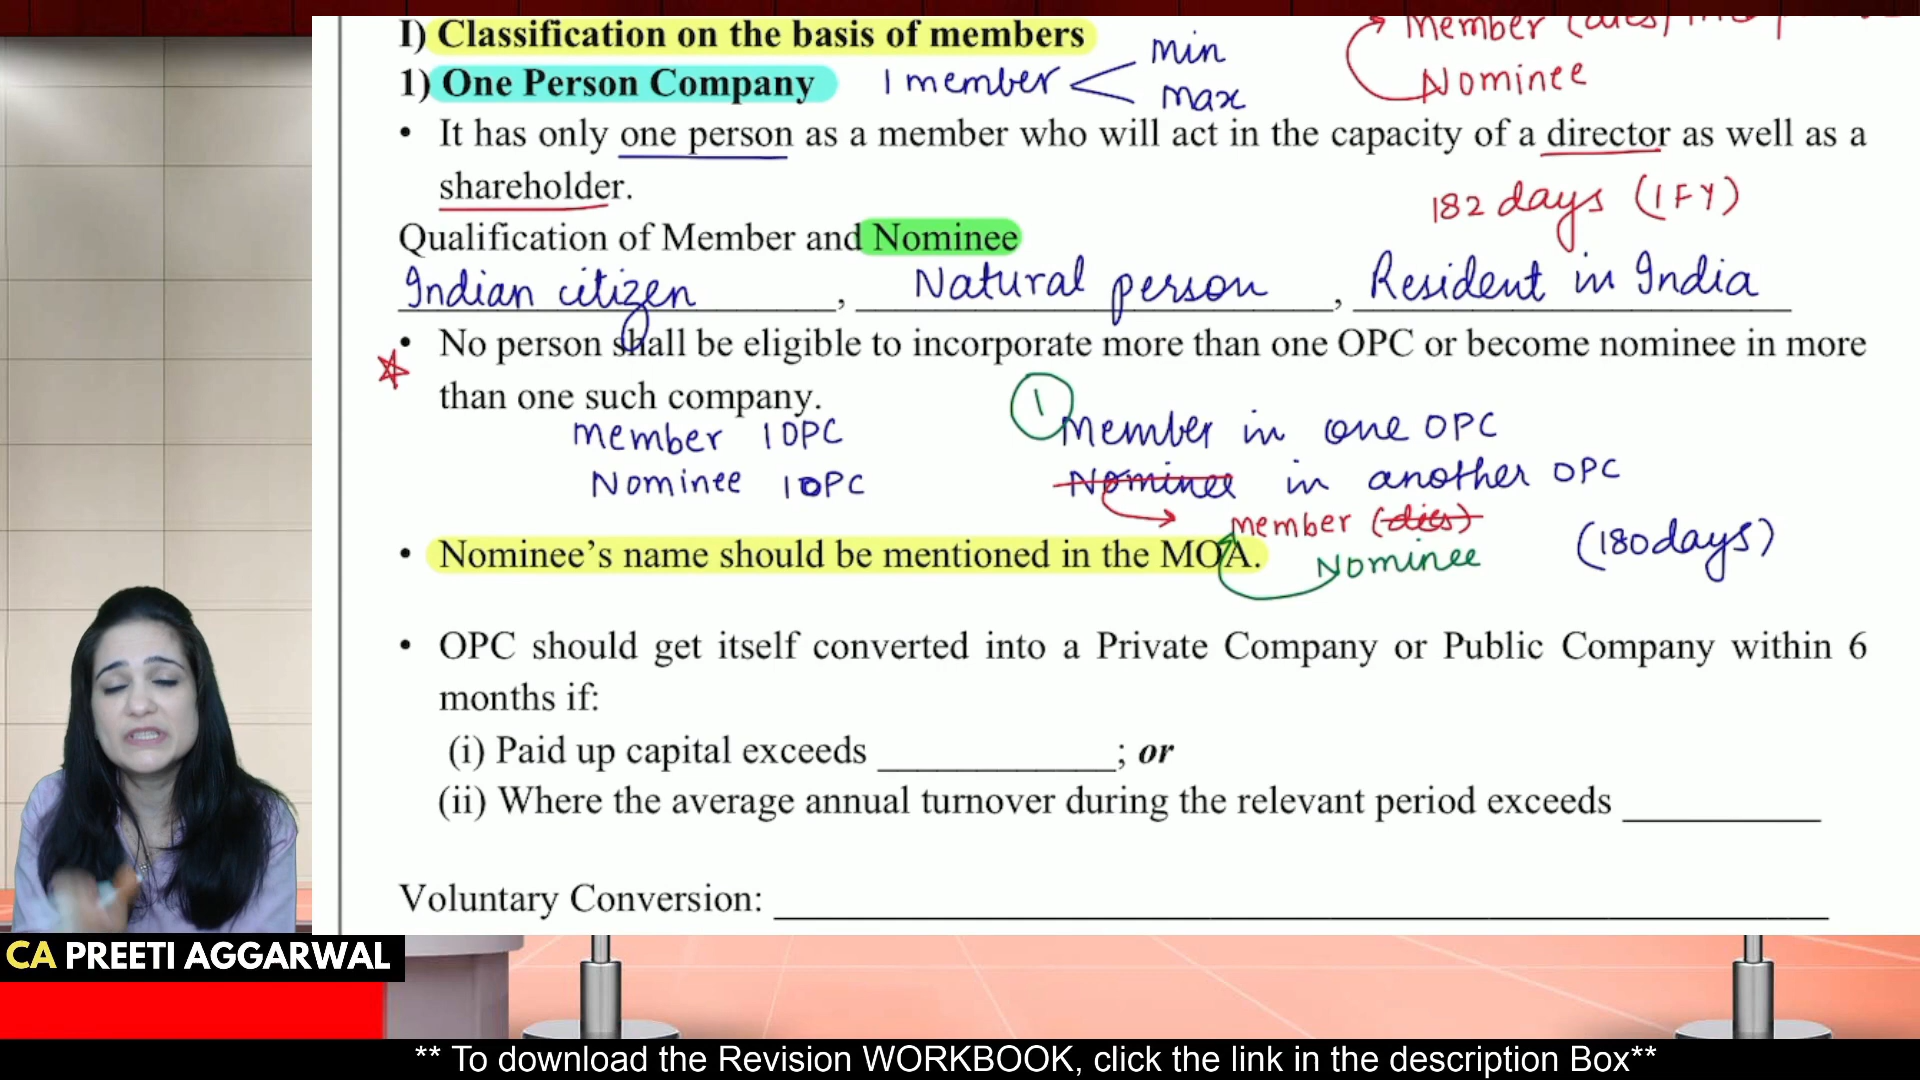 I) Classification on the basis of members
Member (dies)
Nominee
1) One Person Company 1 member min
max
• It has only one person as a member who will act in the capacity of a director as well as a
shareholder.
182 days (1 FY)
Qualification of Member and Nominee
Indian citizen, Natural person, Resident in India
• No person shall be eligible to incorporate more than one OPC or become nominee in more
than one such company.
Member 1 OPC
Nominee 1 OPC
1 Member in one OPC
Nominee in another OPC
member (dies)
Nominee
(180 days)
• Nominee's name should be mentioned in the MOA.
• OPC should get itself converted into a Private Company or Public Company within 6
months if:
(i) Paid up capital exceeds ____________; or
(ii) Where the average annual turnover during the relevant period exceeds __________
Voluntary Conversion: ____________________
CA PREETI AGGARWAL
** To download the Revision WORKBOOK, click the link in the description Box**